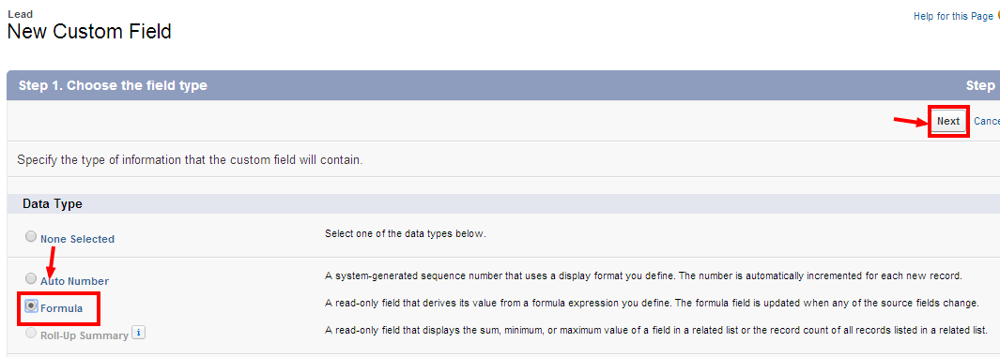 Lead
New Custom Field
Help for this Page
Step 1. Choose the field type
Step
Next
Cance
Specify the type of information that the custom field will contain.
Data Type
None Selected
Select one of the data types below.
Auto Number
A system-generated sequence number that uses a display format you define. The number is automatically incremented for each new record.
Formula
A read-only field that derives its value from a formula expression you define. The formula field is updated when any of the source fields change.
Roll-Up Summary i
A read-only field that displays the sum, minimum, or maximum value of a field in a related list or the record count of all records listed in a related list.